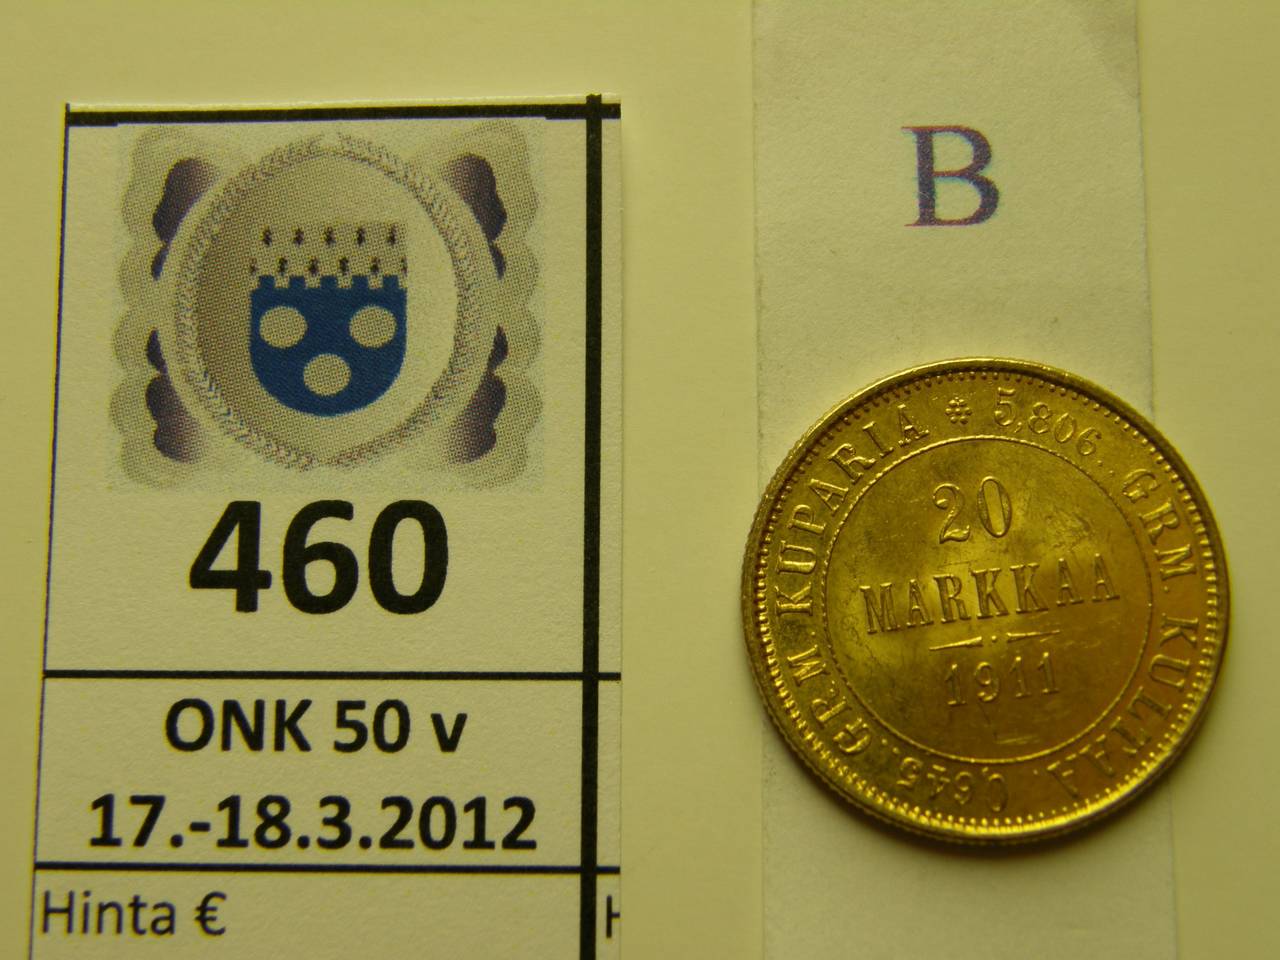 460
ONK 50 v
17.-18.3.2012
Hinta €
B
5,806. GRM. KULTAA 0,645 GRM. KUPARIA
20
MARKKAA
1911